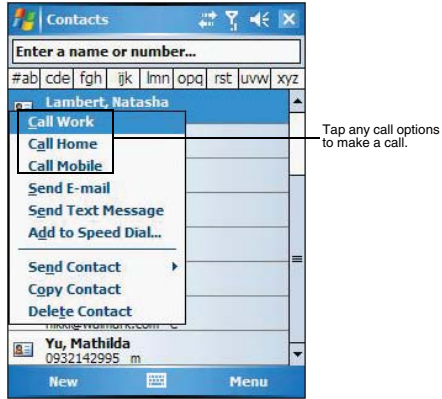 Contacts
Enter a name or number...
#ab cde fgh ijk lmn opq rst uvw xyz
Lambert, Natasha
Call Work
Call Home
Call Mobile
Send E-mail
Send Text Message
Add to Speed Dial...
Send Contact
Copy Contact
Delete Contact
Yu, Mathilda
0932142995 m
New Menu
Tap any call options
to make a call.